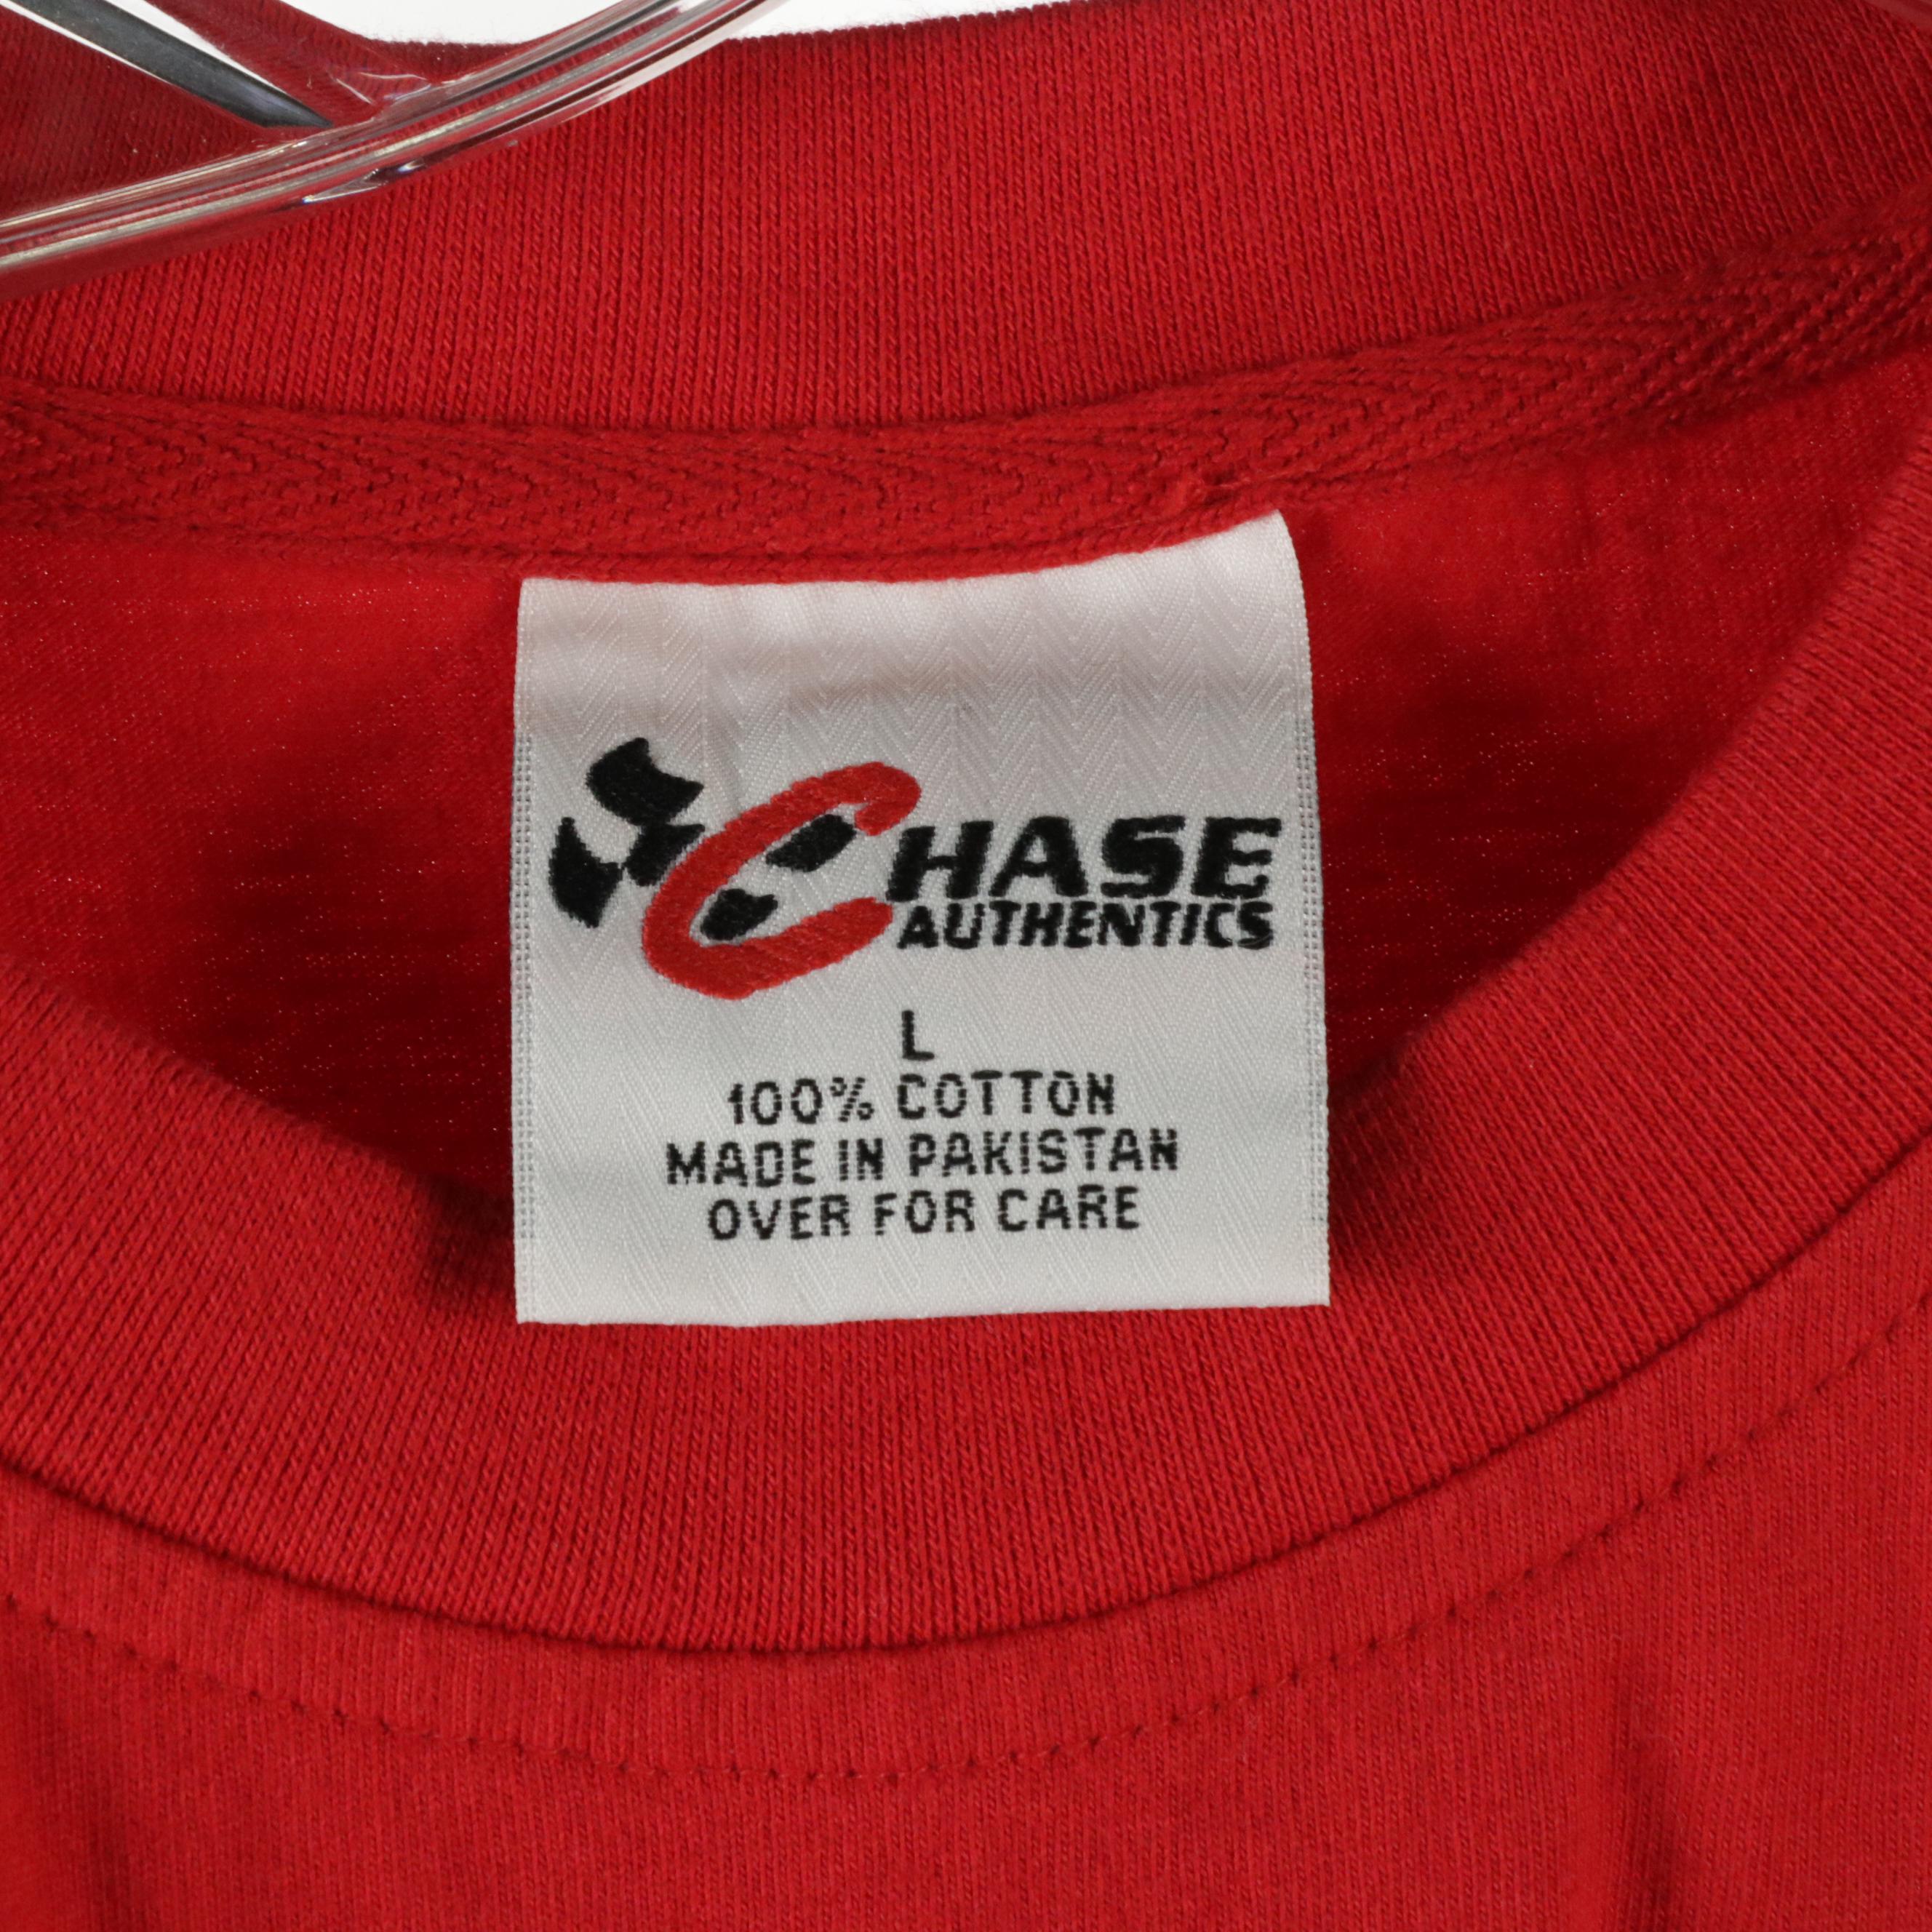 CHASE
AUTHENTICS
L
100% COTTON
MADE IN PAKISTAN
OVER FOR CARE